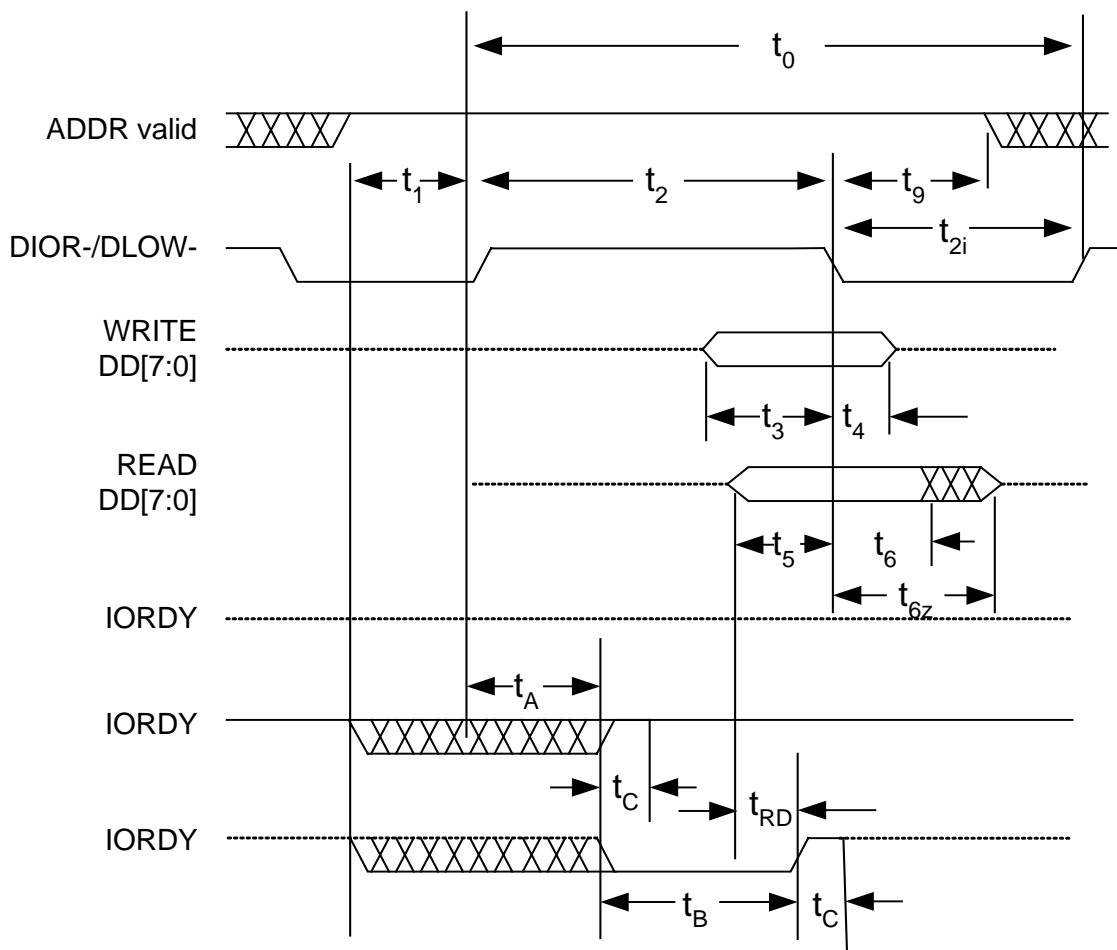 t0
ADDR valid
t1
t2
t9
DIOR-/DLOW-
t2i
WRITE
DD[7:0]
t3
t4
READ
DD[7:0]
t5
t6
t6z
IORDY
tA
IORDY
tC
tRD
IORDY
tB
tC